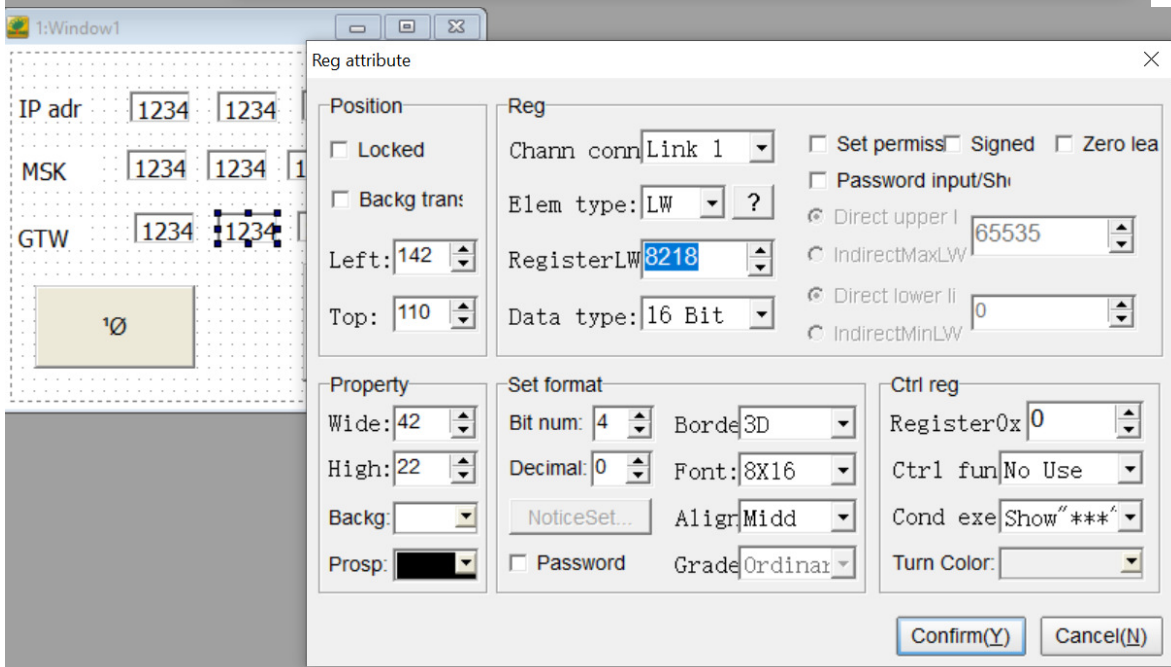 1:Window1
IP adr 1234 1234
MSK 1234 1234 1
GTW 1234 1234
¹Ø
Reg attribute
Position
Locked
Backg trans
Left: 142
Top: 110
Reg
Chann conn Link 1
Elem type: LW ?
RegisterLW 8218
Data type: 16 Bit
Set permiss Signed Zero lea
Password input/Sho
Direct upper l 65535
IndirectMaxLW
Direct lower li 0
IndirectMinLW
Property
Wide: 42
High: 22
Backg:
Prosp:
Set format
Bit num: 4 Borde 3D
Decimal: 0 Font: 8X16
NoticeSet... Align Midd
Password Grade Ordinar
Ctrl reg
Register0x 0
Ctrl fun No Use
Cond exe Show"***"
Turn Color:
Confirm(Y) Cancel(N)